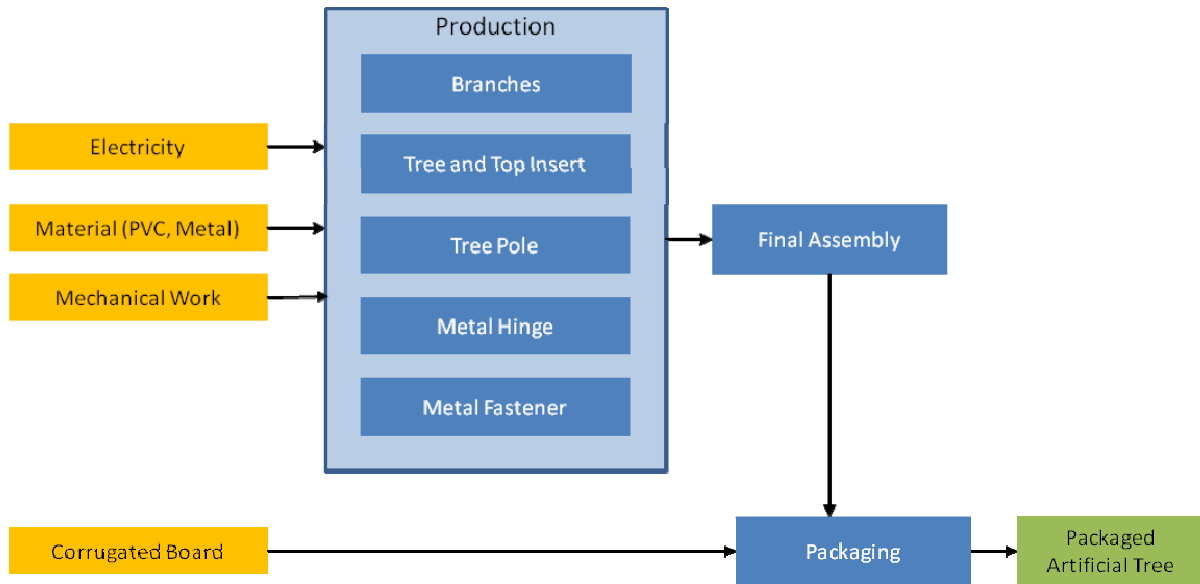 Production
Branches
Electricity
Tree and Top Insert
Material (PVC, Metal)
Tree Pole
Final Assembly
Mechanical Work
Metal Hinge
Metal Fastener
Corrugated Board
Packaging
Packaged
Artificial Tree